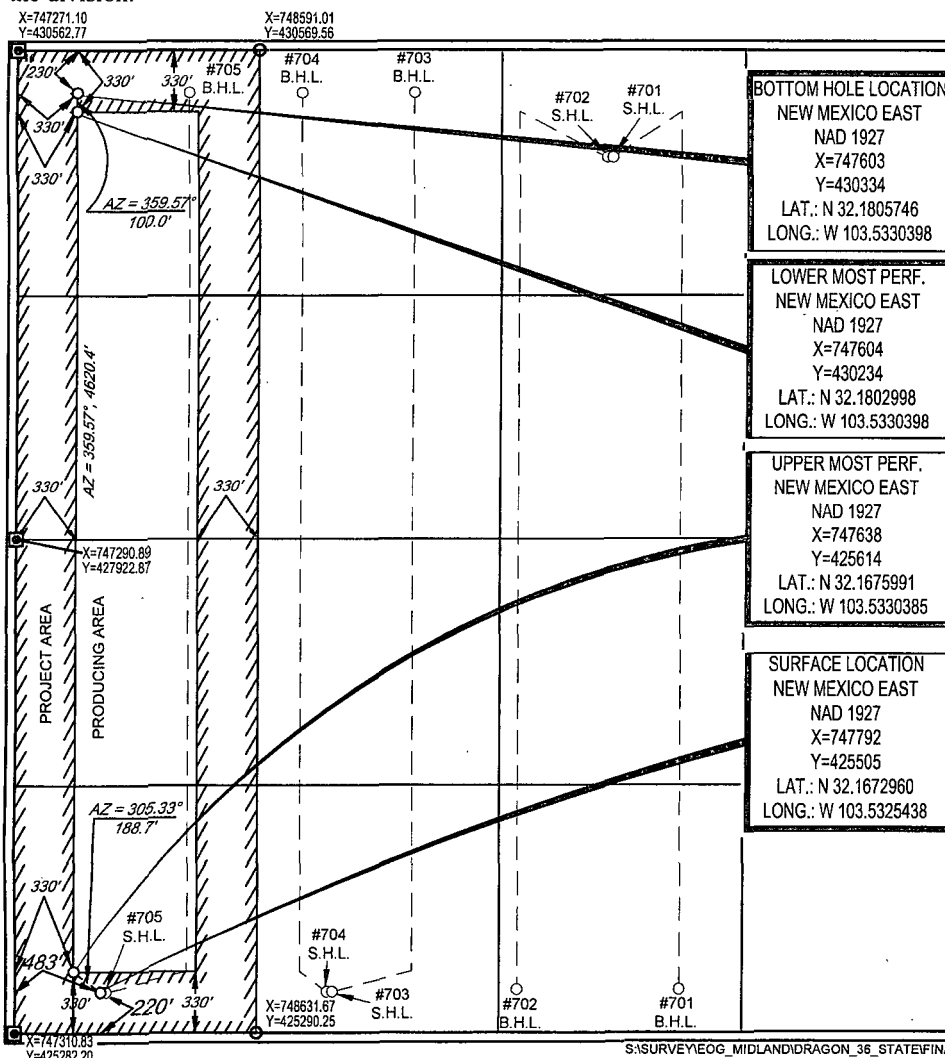 X=747271.10
Y=430562.77
X=748591.01
Y=430569.56
230'
330'
330'
#705
B.H.L.
#704
B.H.L.
#703
B.H.L.
#702
S.H.L.
#701
S.H.L.
330'
330'
AZ = 359.57°
100.0'
BOTTOM HOLE LOCATION
NEW MEXICO EAST
NAD 1927
X=747603
Y=430334
LAT.: N 32.1805746
LONG.: W 103.5330398
LOWER MOST PERF.
NEW MEXICO EAST
NAD 1927
X=747604
Y=430234
LAT.: N 32.1802998
LONG.: W 103.5330398
AZ = 359.57°, 4620.4'
330'
330'
X=747290.89
Y=427922.87
UPPER MOST PERF.
NEW MEXICO EAST
NAD 1927
X=747638
Y=425614
LAT.: N 32.1675991
LONG.: W 103.5330385
PROJECT AREA
PRODUCING AREA
SURFACE LOCATION
NEW MEXICO EAST
NAD 1927
X=747792
Y=425505
LAT.: N 32.1672960
LONG.: W 103.5325438
AZ = 305.33°
188.7'
330'
#705
S.H.L.
483'
330'
220'
330'
#704
S.H.L.
#703
S.H.L.
X=748631.67
Y=425290.25
#702
B.H.L.
#701
B.H.L.
X=747310.83
Y=425282.20
S:\SURVEY\EOG_MIDLAND\DRAGON_36_STATE\FINA